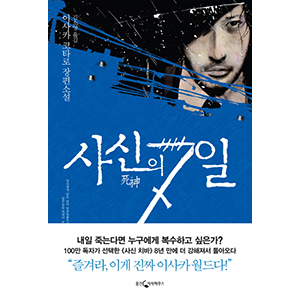 이사카 코타로 장편소설
사신의 7일
死神
내일 죽는다면 누구에게 복수하고 싶은가?
100만 독자가 선택한 《사신 치바》 8년 만에 더 강해져서 돌아오다
“즐겨라, 이게 진짜 이사카 월드다!”
웅진지식하우스